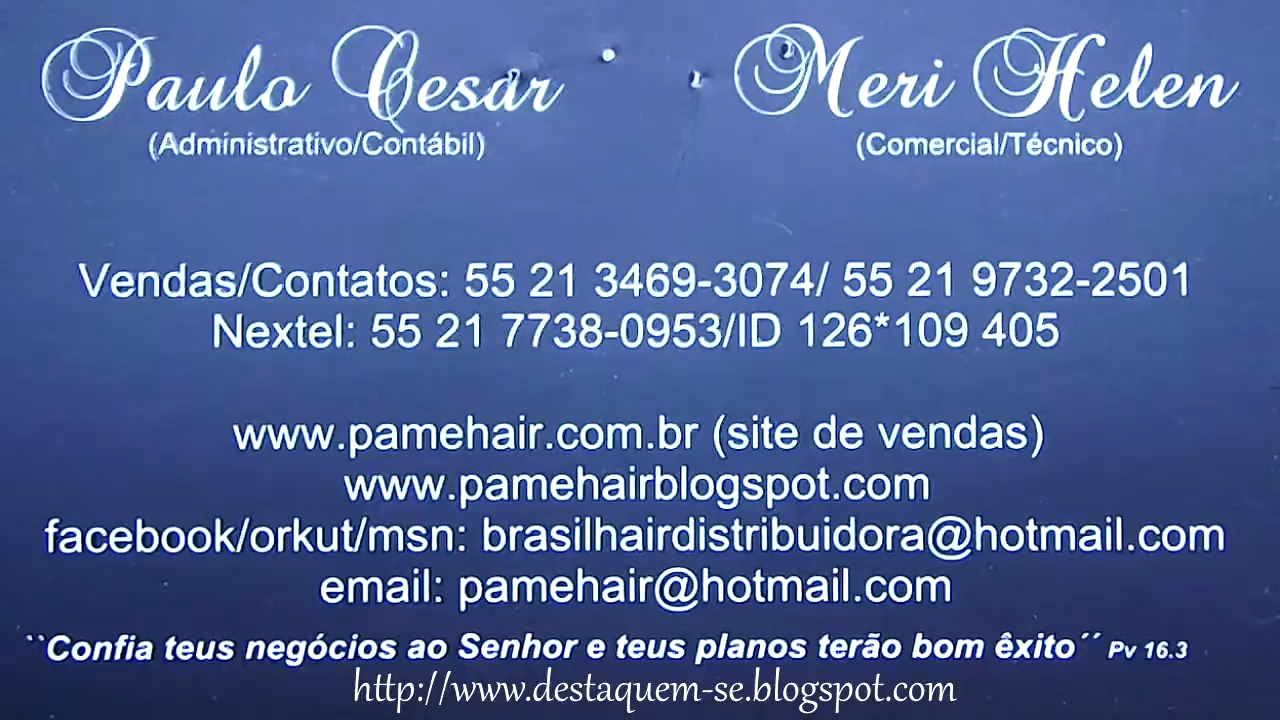 Paulo Cesar Meri Helen
(Administrativo/Contábil) (Comercial/Técnico)
Vendas/Contatos: 55 21 3469-3074/ 55 21 9732-2501
Nextel: 55 21 7738-0953/ID 126*109 405
www.pamehair.com.br (site de vendas)
www.pamehairblogspot.com
facebook/orkut/msn: brasilhairdistribuidora@hotmail.com
email: pamehair@hotmail.com
``Confia teus negócios ao Senhor e teus planos terão bom êxito´´ Pv 16.3
http://www.destaquem-se.blogspot.com